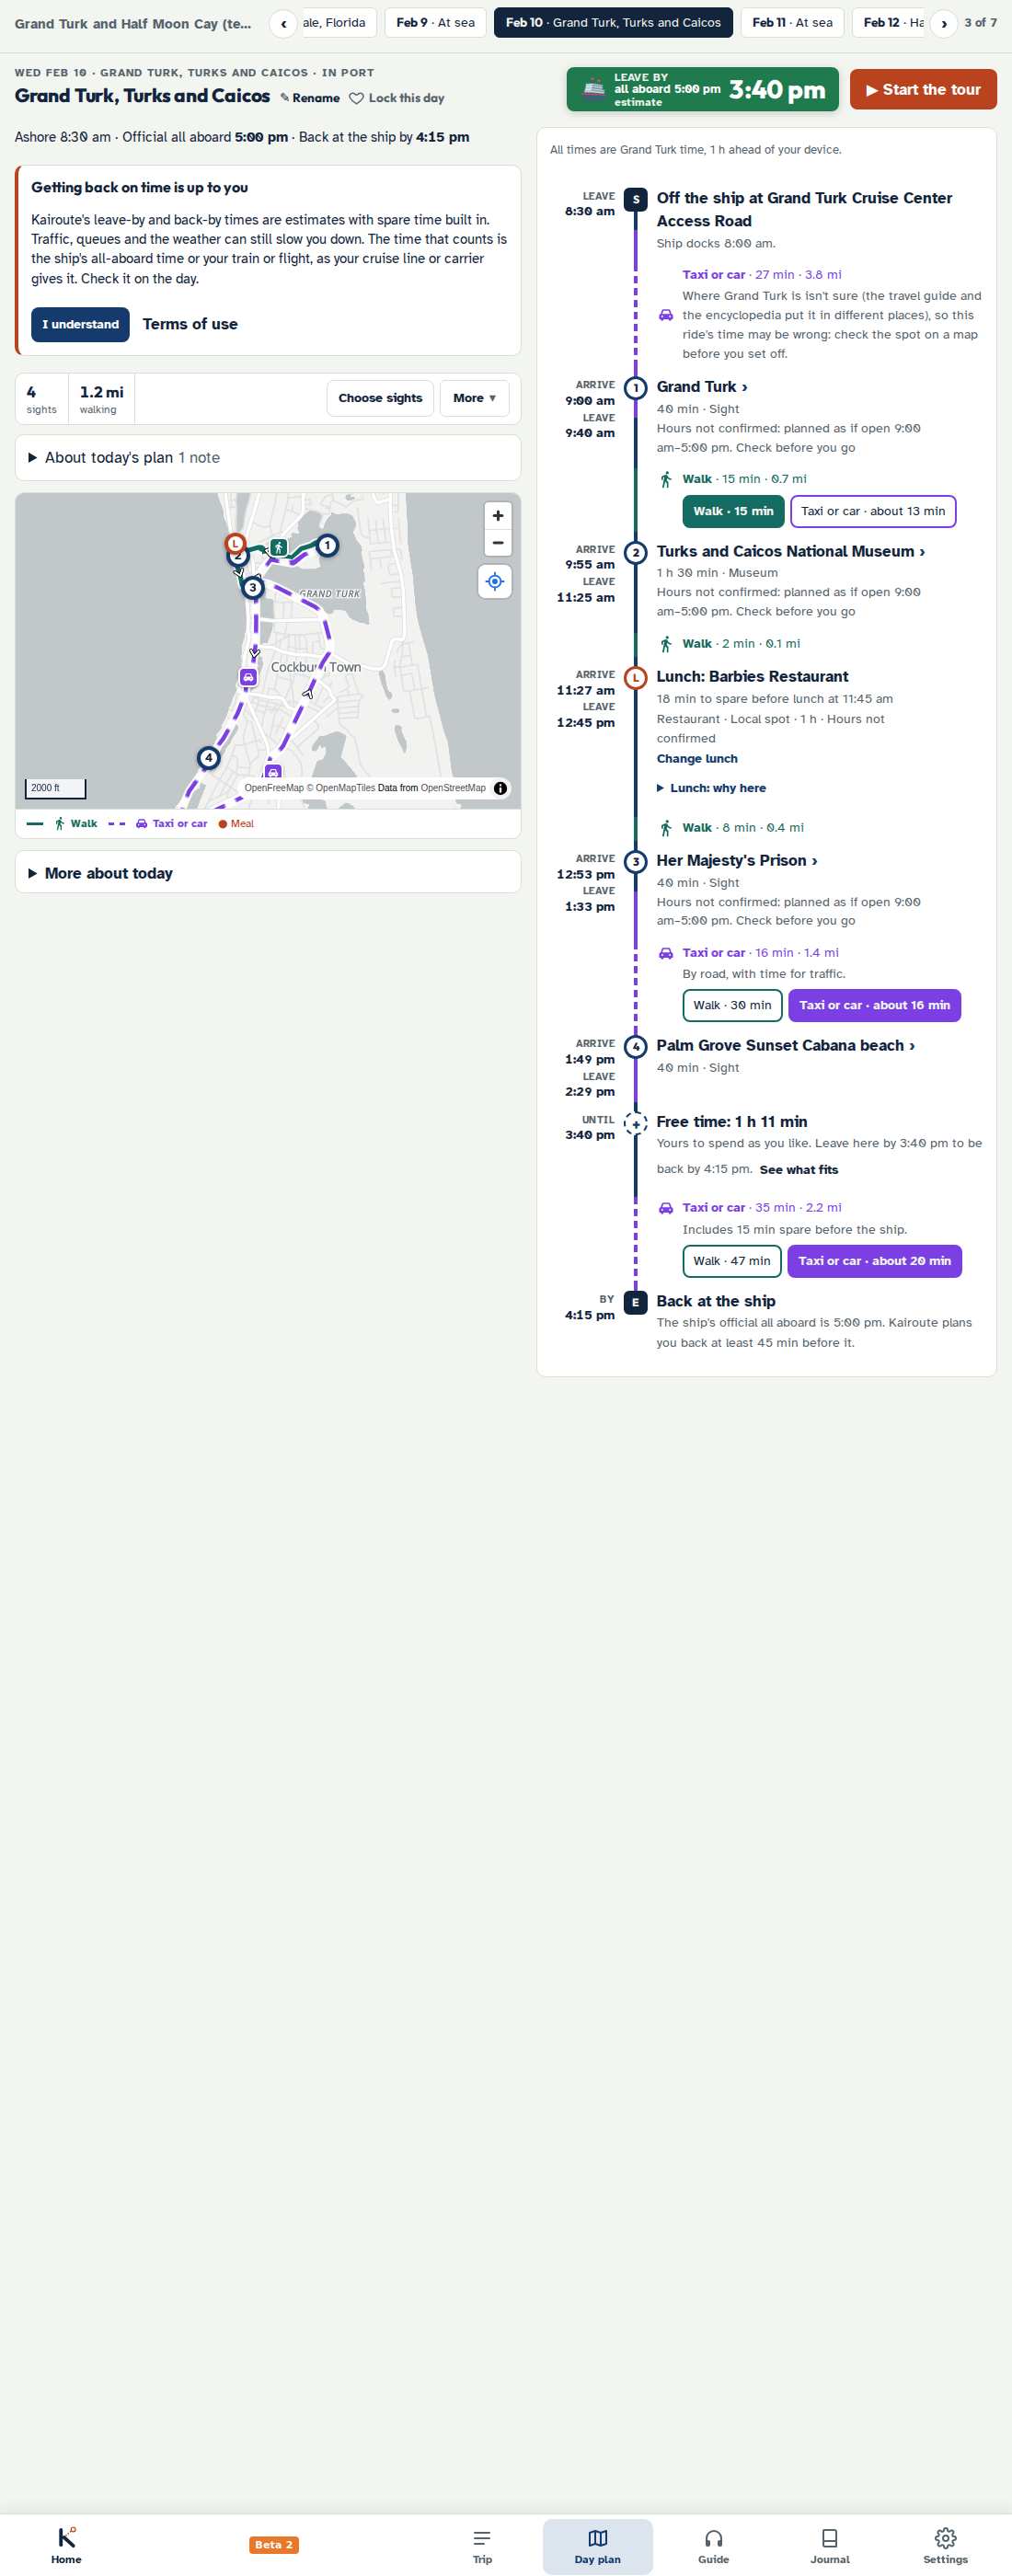 Grand Turk and Half Moon Cay (te...
‹
ale, Florida
Feb 9 · At sea
Feb 10 · Grand Turk, Turks and Caicos
Feb 11 · At sea
Feb 12 · Ha
›
3 of 7
WED FEB 10 · GRAND TURK, TURKS AND CAICOS · IN PORT
Grand Turk, Turks and Caicos
✎ Rename
Lock this day
LEAVE BY
all aboard 5:00 pm
estimate
3:40 pm
▶ Start the tour
Ashore 8:30 am · Official all aboard 5:00 pm · Back at the ship by 4:15 pm
Getting back on time is up to you
Kairoute's leave-by and back-by times are estimates with spare time built in.
Traffic, queues and the weather can still slow you down. The time that counts is
the ship's all-aboard time or your train or flight, as your cruise line or carrier
gives it. Check it on the day.
I understand
Terms of use
4
sights
1.2 mi
walking
Choose sights
More ▼
▶ About today's plan 1 note
L
2
1
3
GRAND TURK
Cockburn Town
4
+
−
2000 ft
OpenFreeMap © OpenMapTiles Data from OpenStreetMap
Walk
Taxi or car
Meal
▶ More about today
All times are Grand Turk time, 1 h ahead of your device.
LEAVE
8:30 am
S
Off the ship at Grand Turk Cruise Center
Access Road
Ship docks 8:00 am.
Taxi or car · 27 min · 3.8 mi
Where Grand Turk is isn't sure (the travel guide and
the encyclopedia put it in different places), so this
ride's time may be wrong: check the spot on a map
before you set off.
ARRIVE
9:00 am
LEAVE
9:40 am
1
Grand Turk ›
40 min · Sight
Hours not confirmed: planned as if open 9:00
am–5:00 pm. Check before you go
Walk · 15 min · 0.7 mi
Walk · 15 min
Taxi or car · about 13 min
ARRIVE
9:55 am
LEAVE
11:25 am
2
Turks and Caicos National Museum ›
1 h 30 min · Museum
Hours not confirmed: planned as if open 9:00
am–5:00 pm. Check before you go
Walk · 2 min · 0.1 mi
ARRIVE
11:27 am
LEAVE
12:45 pm
L
Lunch: Barbies Restaurant
18 min to spare before lunch at 11:45 am
Restaurant · Local spot · 1 h · Hours not
confirmed
Change lunch
▶ Lunch: why here
Walk · 8 min · 0.4 mi
ARRIVE
12:53 pm
LEAVE
1:33 pm
3
Her Majesty's Prison ›
40 min · Sight
Hours not confirmed: planned as if open 9:00
am–5:00 pm. Check before you go
Taxi or car · 16 min · 1.4 mi
By road, with time for traffic.
Walk · 30 min
Taxi or car · about 16 min
ARRIVE
1:49 pm
LEAVE
2:29 pm
4
Palm Grove Sunset Cabana beach ›
40 min · Sight
UNTIL
3:40 pm
+
Free time: 1 h 11 min
Yours to spend as you like. Leave here by 3:40 pm to be
back by 4:15 pm. See what fits
Taxi or car · 35 min · 2.2 mi
Includes 15 min spare before the ship.
Walk · 47 min
Taxi or car · about 20 min
BY
4:15 pm
E
Back at the ship
The ship's official all aboard is 5:00 pm. Kairoute plans
you back at least 45 min before it.
Home
Beta 2
Trip
Day plan
Guide
Journal
Settings